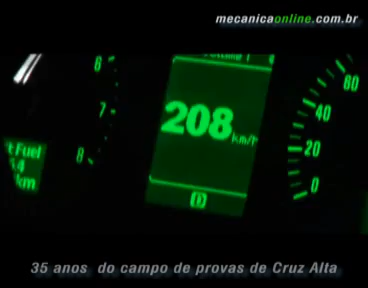 mecanicaonline.com.br
6
7
8
208
km/h
t Fuel
km
60
40
20
0
35 anos do campo de provas de Cruz Alta